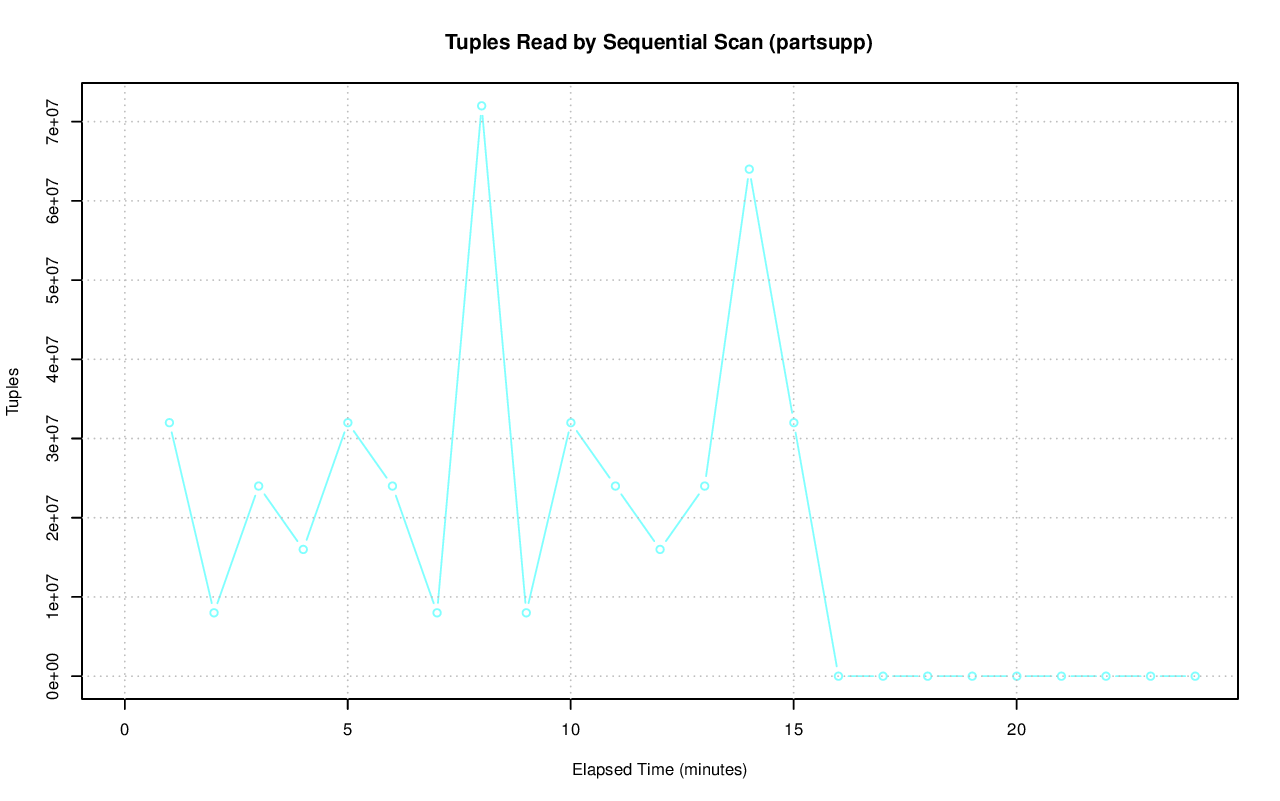 Tuples Read by Sequential Scan (partsupp)
7e+07
6e+07
5e+07
4e+07
3e+07
2e+07
1e+07
0e+00
Tuples
0 5 10 15 20
Elapsed Time (minutes)